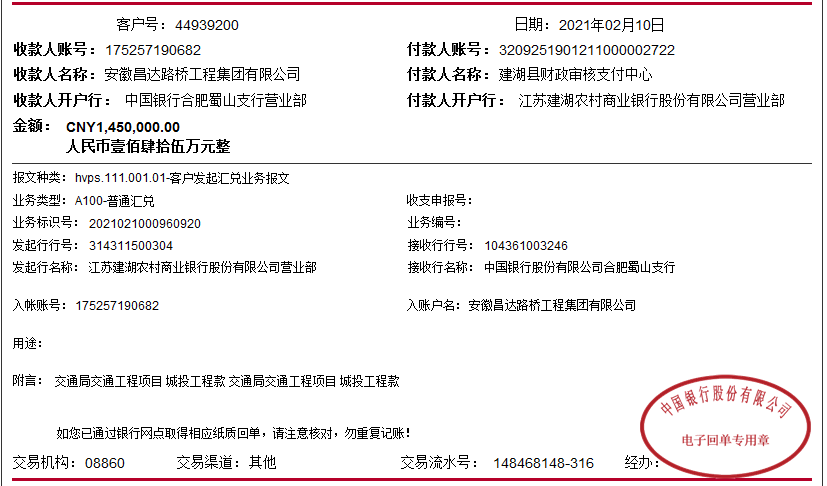 客户号：44939200 日期：2021年02月10日
收款人账号：175257190682 付款人账号：3209251901211000002722
收款人名称：安徽昌达路桥工程集团有限公司 付款人名称：建湖县财政审核支付中心
收款人开户行：中国银行合肥蜀山支行营业部 付款人开户行：江苏建湖农村商业银行股份有限公司营业部
金额：CNY1,450,000.00
人民币壹佰肆拾伍万元整
报文种类：hvps.111.001.01-客户发起汇兑业务报文
业务类型：A100-普通汇兑 收支申报号：
业务标识号：2021021000960920 业务编号：
发起行行号：314311500304 接收行行号：104361003246
发起行名称：江苏建湖农村商业银行股份有限公司营业部 接收行名称：中国银行股份有限公司合肥蜀山支行
入帐账号：175257190682 入账户名：安徽昌达路桥工程集团有限公司
用途：
附言：交通局交通工程项目 城投工程款 交通局交通工程项目 城投工程款
中国银行股份有限公司
电子回单专用章
如您已通过银行网点取得相应纸质回单，请注意核对，勿重复记账！
交易机构：08860 交易渠道：其他 交易流水号：148468148-316 经办：